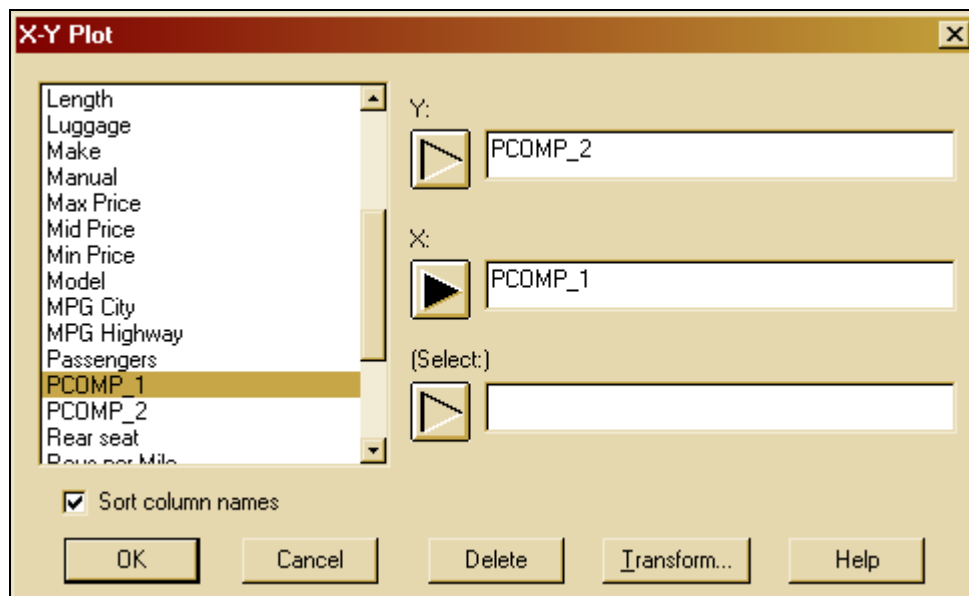 X-Y Plot
Length
Luggage
Make
Manual
Max Price
Mid Price
Min Price
Model
MPG City
MPG Highway
Passengers
PCOMP_1
PCOMP_2
Rear seat
Y:
PCOMP_2
X:
PCOMP_1
(Select:)
Sort column names
OK
Cancel
Delete
Transform...
Help